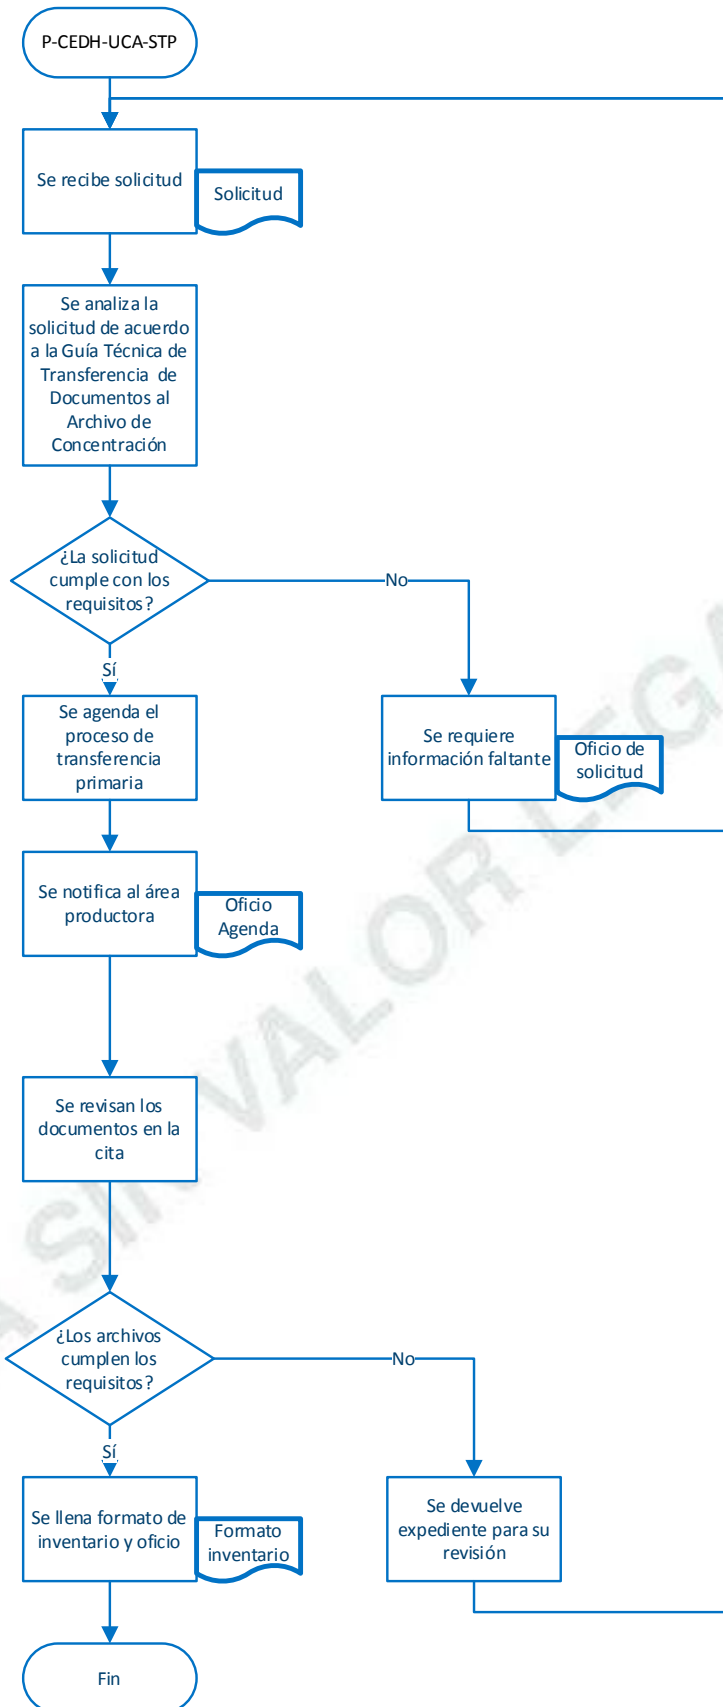 P-CEDH-UCA-STP
Se recibe solicitud
Solicitud
Se analiza la
solicitud de acuerdo
a la Guía Técnica de
Transferencia de
Documentos al
Archivo de
Concentración
¿La solicitud
cumple con los
requisitos?
No
Sí
Se agenda el
proceso de
transferencia
primaria
Se requiere
información faltante
Oficio de
solicitud
Se notifica al área
productora
Oficio
Agenda
Se revisan los
documentos en la
cita
¿Los archivos
cumplen los
requisitos?
No
Sí
Se llena formato de
inventario y oficio
Formato
inventario
Se devuelve
expediente para su
revisión
Fin
A SIN VALOR LEGA